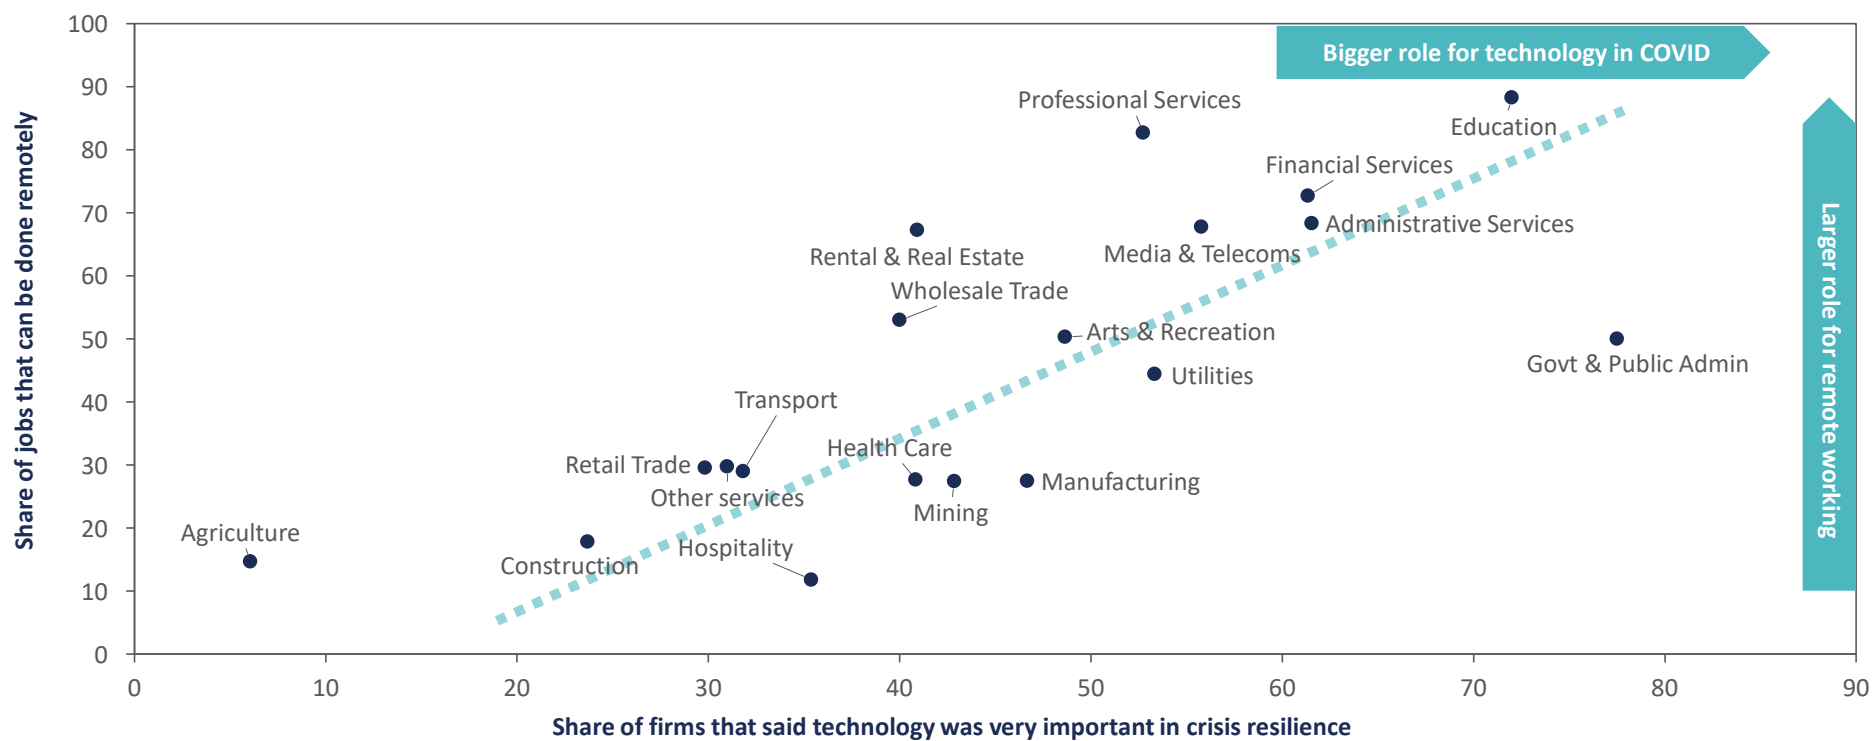 100
90
80
70
60
50
40
30
20
10
0
Share of jobs that can be done remotely
Bigger role for technology in COVID
Professional Services
Education
Financial Services
Administrative Services
Rental & Real Estate
Media & Telecoms
Wholesale Trade
Arts & Recreation
Govt & Public Admin
Utilities
Transport
Health Care
Retail Trade
Other services
Manufacturing
Mining
Agriculture
Hospitality
Construction
Larger role for remote working
0
10
20
30
40
50
60
70
80
90
Share of firms that said technology was very important in crisis resilience